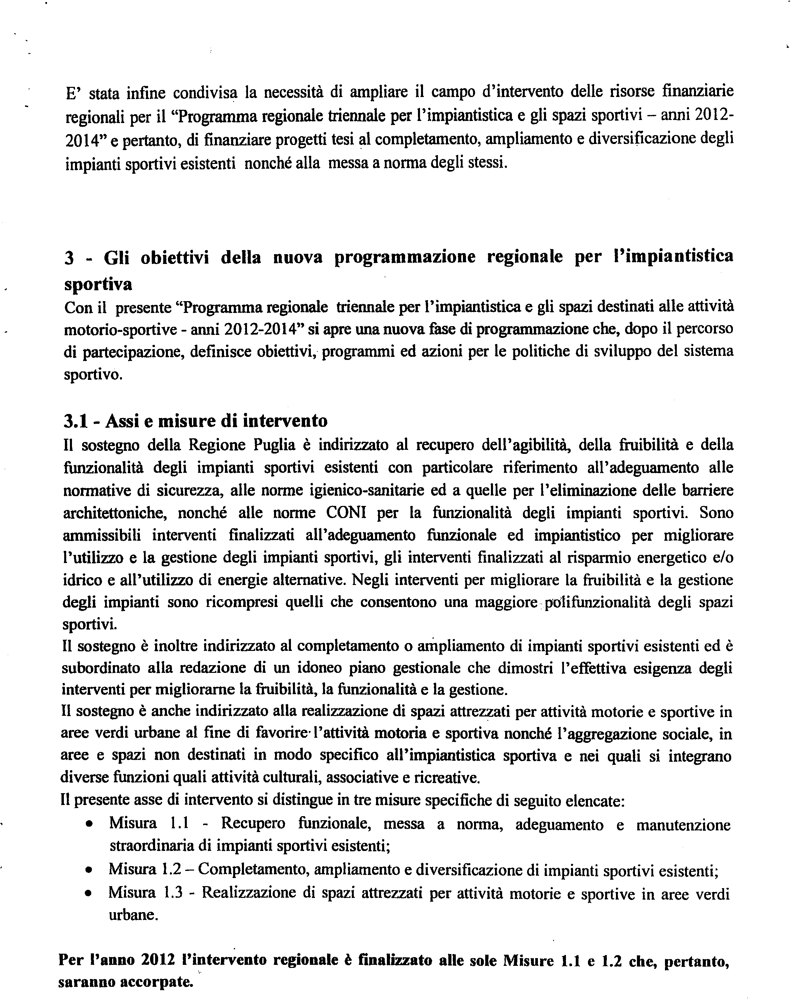 E’ stata infine condivisa la necessità di ampliare il campo d’intervento delle risorse finanziarie
regionali per il “Programma regionale triennale per l’impiantistica e gli spazi sportivi – anni 2012-
2014” e pertanto, di finanziare progetti tesi al completamento, ampliamento e diversificazione degli
impianti sportivi esistenti nonché alla messa a norma degli stessi.
3 - Gli obiettivi della nuova programmazione regionale per l’impiantistica
sportiva
Con il presente “Programma regionale triennale per l’impiantistica e gli spazi destinati alle attività
motorio-sportive - anni 2012-2014” si apre una nuova fase di programmazione che, dopo il percorso
di partecipazione, definisce obiettivi, programmi ed azioni per le politiche di sviluppo del sistema
sportivo.
3.1 - Assi e misure di intervento
Il sostegno della Regione Puglia è indirizzato al recupero dell’agibilità, della fruibilità e della
funzionalità degli impianti sportivi esistenti con particolare riferimento all’adeguamento alle
normative di sicurezza, alle norme igienico-sanitarie ed a quelle per l’eliminazione delle barriere
architettoniche, nonché alle norme CONI per la funzionalità degli impianti sportivi. Sono
ammissibili interventi finalizzati all’adeguamento funzionale ed impiantistico per migliorare
l’utilizzo e la gestione degli impianti sportivi, gli interventi finalizzati al risparmio energetico e/o
idrico e all’utilizzo di energie alternative. Negli interventi per migliorare la fruibilità e la gestione
degli impianti sono ricompresi quelli che consentono una maggiore polifunzionalità degli spazi
sportivi.
Il sostegno è inoltre indirizzato al completamento o ampliamento di impianti sportivi esistenti ed è
subordinato alla redazione di un idoneo piano gestionale che dimostri l’effettiva esigenza degli
interventi per migliorarne la fruibilità, la funzionalità e la gestione.
Il sostegno è anche indirizzato alla realizzazione di spazi attrezzati per attività motorie e sportive in
aree verdi urbane al fine di favorire l’attività motoria e sportiva nonché l’aggregazione sociale, in
aree e spazi non destinati in modo specifico all’impiantistica sportiva e nei quali si integrano
diverse funzioni quali attività culturali, associative e ricreative.
Il presente asse di intervento si distingue in tre misure specifiche di seguito elencate:
• Misura 1.1 - Recupero funzionale, messa a norma, adeguamento e manutenzione
straordinaria di impianti sportivi esistenti;
• Misura 1.2 – Completamento, ampliamento e diversificazione di impianti sportivi esistenti;
• Misura 1.3 - Realizzazione di spazi attrezzati per attività motorie e sportive in aree verdi
urbane.
Per l’anno 2012 l’intervento regionale è finalizzato alle sole Misure 1.1 e 1.2 che, pertanto,
saranno accorpate.